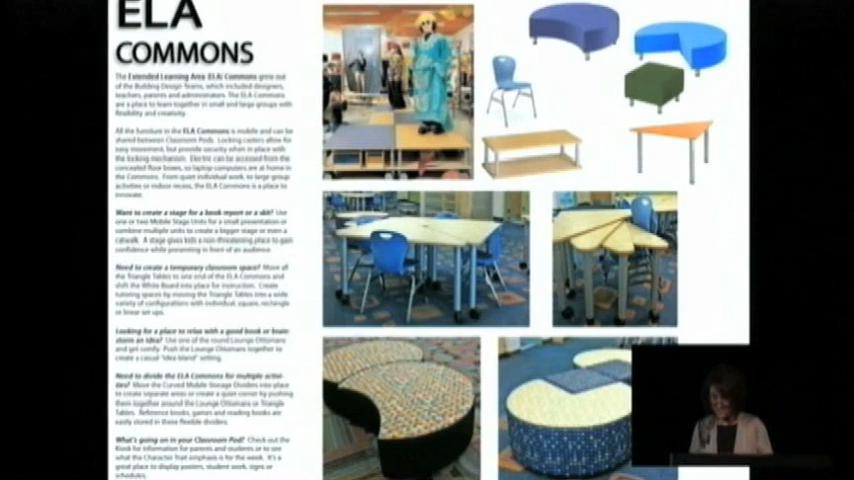 ELA
COMMONS
The Extended Learning Area (ELA) Commons grew out
of the Building Design Teams, which included designers,
teachers, parents and administrators. The ELA Commons
are a place to learn together in small and large groups with
flexibility and creativity.
All the furniture in the ELA Commons is mobile and can be
shared between Classroom Pods. Locking casters allow for
easy movement, but provide security when in place with
the locking mechanism. Electric can be accessed from the
concealed floor boxes, so laptop computers are at home in
the Commons. From quiet individual work, to large group
activities or indoor recess, the ELA Commons is a place to
innovate.
Want to create a stage for a book report or a skit? Use
one or two Mobile Stage Units for a small presentation or
combine multiple units to create a bigger stage or even a
catwalk. A stage gives kids a non-threatening place to gain
confidence while presenting in front of an audience.
Need to create a temporary classroom space? Move all
the Triangle Tables to one end of the ELA Commons and
shift the White Board into place for instruction. Create
tutoring spaces by moving the Triangle Tables into a wide
variety of configurations with individual, square, rectangle
or linear set ups.
Looking for a place to relax with a good book or brain
storm an idea? Use one of the round Lounge Ottomans
and get comfy. Push the Lounge Ottomans together to
create a casual "idea island" setting.
Need to divide the ELA Commons for multiple activi-
ties? Move the Curved Mobile Storage Dividers into place
to create separate areas or create a quiet corner by pushing
them together around the Lounge Ottomans or Triangle
Tables. Reference books, games and reading books are
easily stored in these flexible dividers.
What's going on in your Classroom Pod? Check out the
Kiosk for information for parents and students or to see
what the Character Trait emphasis is for the week. It's a
great place to display posters, student work, signs or
schedules.